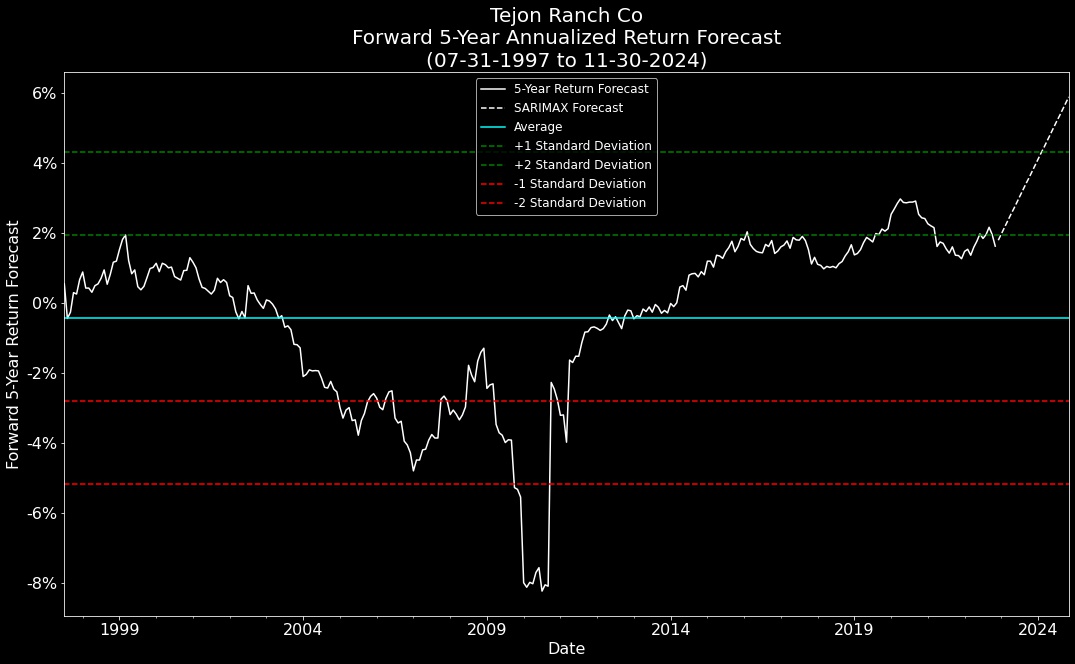 Tejon Ranch Co
Forward 5-Year Annualized Return Forecast
(07-31-1997 to 11-30-2024)
5-Year Return Forecast
SARIMAX Forecast
Average
+1 Standard Deviation
+2 Standard Deviation
-1 Standard Deviation
-2 Standard Deviation
Forward 5-Year Return Forecast
6%
4%
2%
0%
-2%
-4%
-6%
-8%
1999 2004 2009 2014 2019 2024
Date